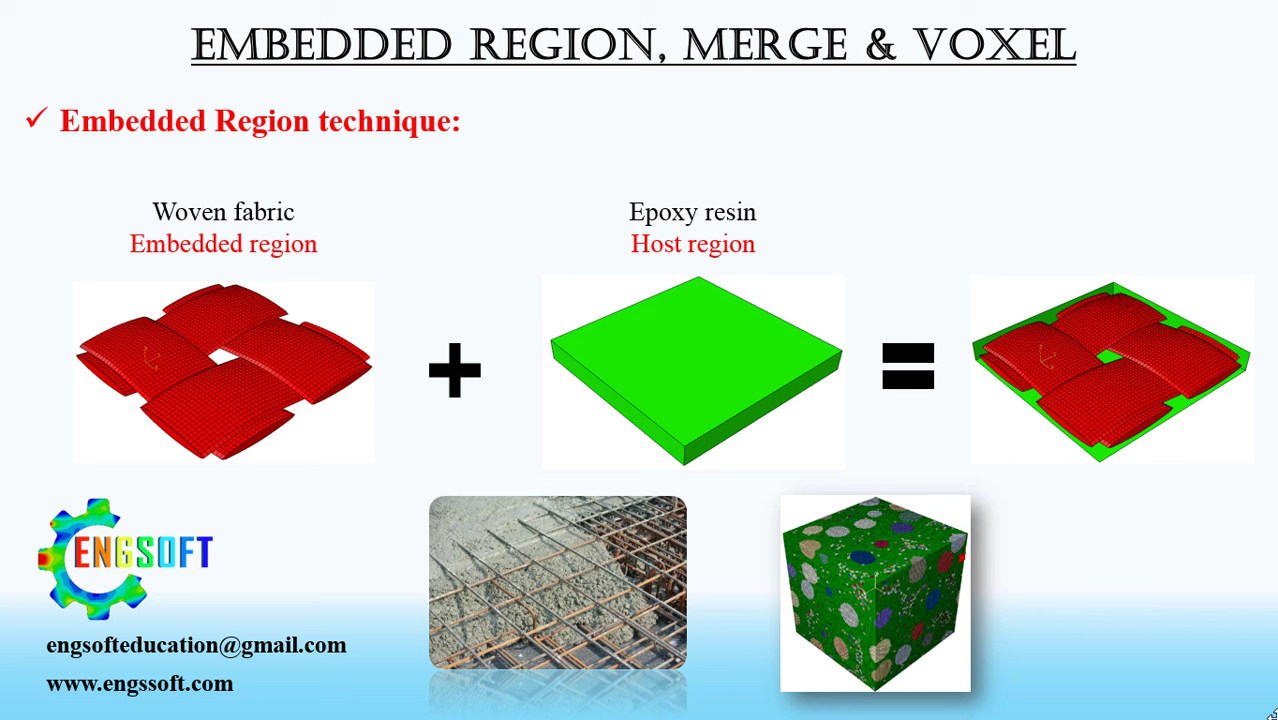 EMBEDDED REGION, MERGE & VOXEL
✓ Embedded Region technique:
Woven fabric
Embedded region
Epoxy resin
Host region
+
=
ENGSOFT
engsofteducation@gmail.com
www.engssoft.com